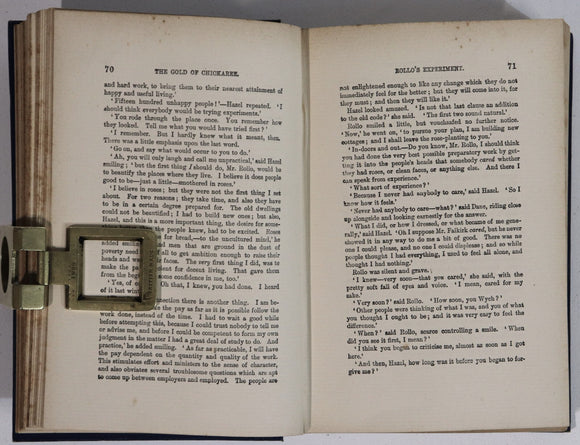 70
THE GOLD OF CHICKAREE.
and hard work, to bring them to their nearest attainment of
happy and useful living.'
'Fifteen hundred unhappy people!'—Hazel repeated. 'I
should think everybody would be trying experiments.'
'You rode through the place once. You remember how
they looked. Tell me what you would have tried first?'
'I remember. But I hardly knew what it meant, then.
There was a little emphasis upon the last word.
'Go on, and say what would occur to you to do.'
'Ah, you will only laugh and call me unpractical,' said Hazel
smiling; 'but the first thing I should do, Mr. Rollo, would be
to beautify the places where they live. I believe it does people
good to be—just a little—smothered in roses.'
'I believe in roses; but they were not the first thing I set
about. For two reasons; they take time, and also they have
to be in a certain degree prepared for. The old dwellings
could not be beautified; I had to build new ones; but also,
Hazel, and this is a more important thing, the desire for some-
the people knew, had to be excited. Roses
for bread,—to the uncultured mind,' he
added smiling. men that are ground in the dust of
poverty need all to get ambition enough to raise their
heads and faces. The very first thing I did, was to
make the pa dent for decent living. That gave them
from the begin some confidence in me, too.'
'Yes, of Oh that, I knew, you had done. I heard
of it last win
nection there is another thing. I am be-
the pay as far as it is possible follow the
work done, instead of the time. I had to wait a good while
before attempting this, because I could trust nobody to tell me
or advise me, and before I could be competent to form my own
judgment in the matter I had a great deal of study to do. And
practice,' he added smiling. 'As far as practicable, I will have
the pay dependent on the quantity and quality of the work.
This stimulates effort and ministers to the sense of character,
and also obviates several troublesome questions which are apt
to come up between employers and employed. The people are
ROLLO'S EXPERIMENT.
71
not enlightened enough to like any change which they do not
immediately feel for the better; but they will come into it, for
they must; and then they will like it.'
Hazel looked amused. 'Is not that last clause an addition
to the old code?' she said. 'The first two sound natural.'
Rollo smiled a little, but vouchsafed no further notice.
'Now,' he went on, 'to pursue your plan, I am building new
cottages; and I shall leave the rose-planting to you.'
'In-doors and out.—Do you know, Mr. Rollo, I should think
you had done the very best possible preparatory work by get-
ting it into the people's heads that somebody cared whether
they had roses, or clean faces, or anything else. And there I
can speak from experience.'
'What sort of experience?'
'Because I never had anybody to care,' said Hazel. 'So I
know how it feels.'
'Never had anybody to care—what?' said Dane, riding close
up alongside and looking earnestly for the answer.
'What I did, or how I dressed, or what became of me gene-
rally,' said Hazel. 'Oh I suppose Mr. Falkirk cared, but he never
showed it in any way to do me a bit of good. There was no
one I could please, and no one I could displease; and so while
people thought I had everything, I used to feel all alone, and
thought I had nothing.'
Rollo was silent and grave.
'I knew—very soon—that you cared,' she said, with the
pretty soft fall of eyes and voice. 'I mean, cared for my
sake.'
'Very soon?' said Rollo. 'How soon, you Wych?'
'Other people were thinking of what I was, and you of what
you thought I ought to be; and it was very easy to feel the
difference.'
'When?' said Rollo, scarce controlling a smile. 'When
did you see it first, I mean?'
'I think you began to criticise me, almost as soon as I got
here.'
'And then, Hazel, how long was it before you began to for-
give me?'